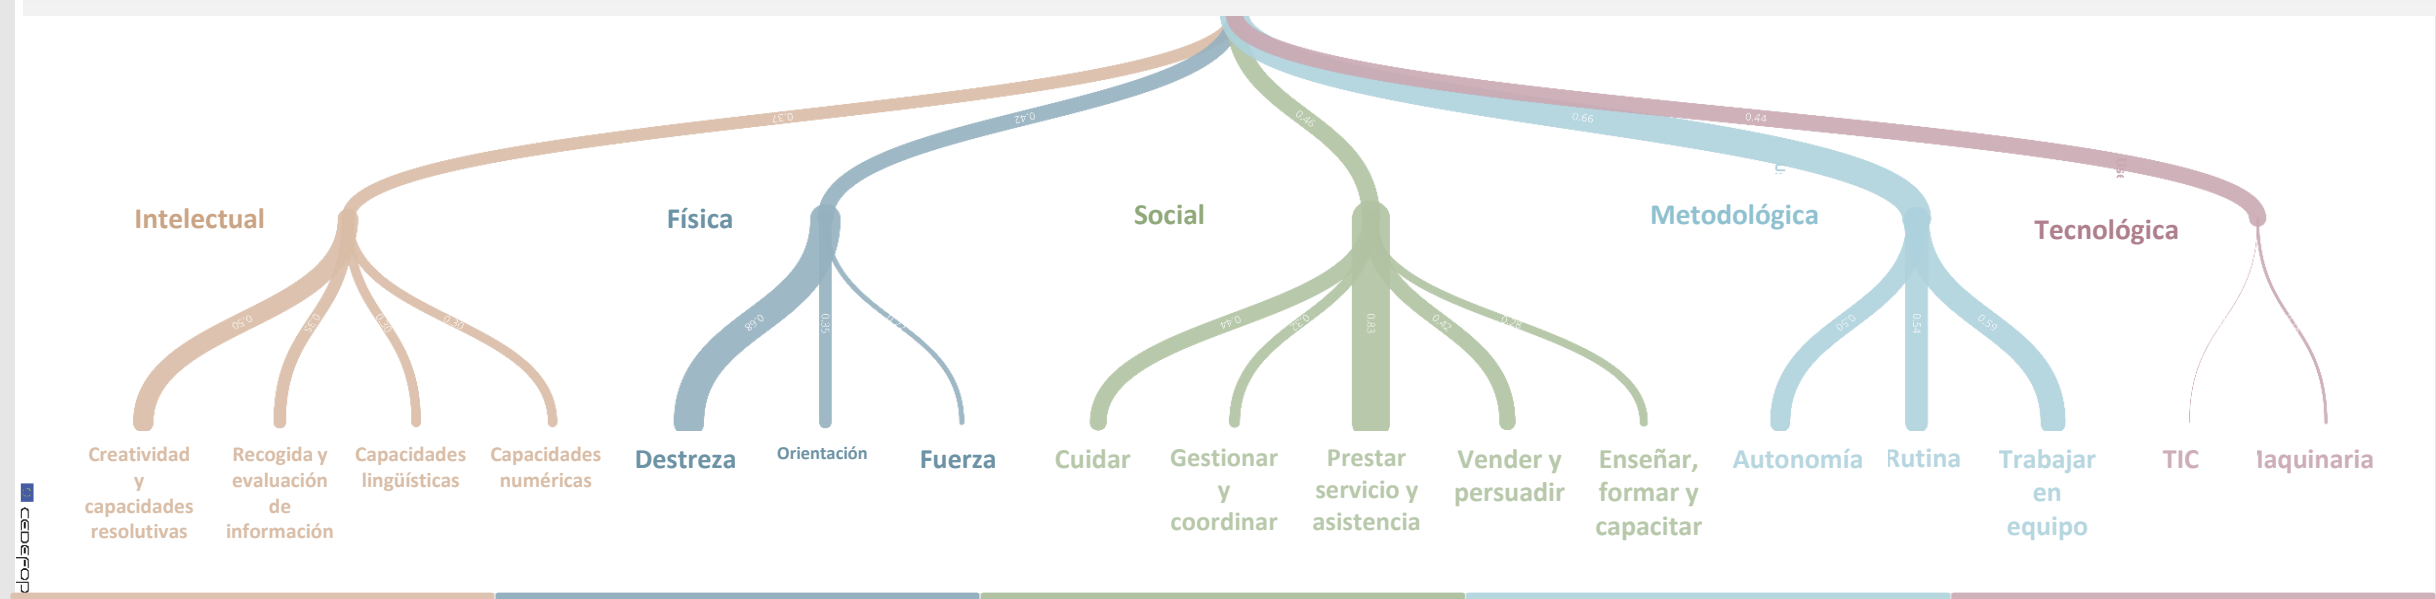 0.37
0.42
0.46
0.66
0.44
Intelectual
Física
Social
Metodológica
Tecnológica
0.50
0.35
0.30
0.30
0.68
0.35
0.44
0.32
0.83
0.42
0.28
0.50
0.54
0.59
Creatividad
y
capacidades
resolutivas
Recogida y
evaluación
de
información
Capacidades
lingüísticas
Capacidades
numéricas
Destreza
Orientación
Fuerza
Cuidar
Gestionar
y
coordinar
Prestar
servicio y
asistencia
Vender y
persuadir
Enseñar,
formar y
capacitar
Autonomía
Rutina
Trabajar
en
equipo
TIC
laquinaria
CEDEFOP